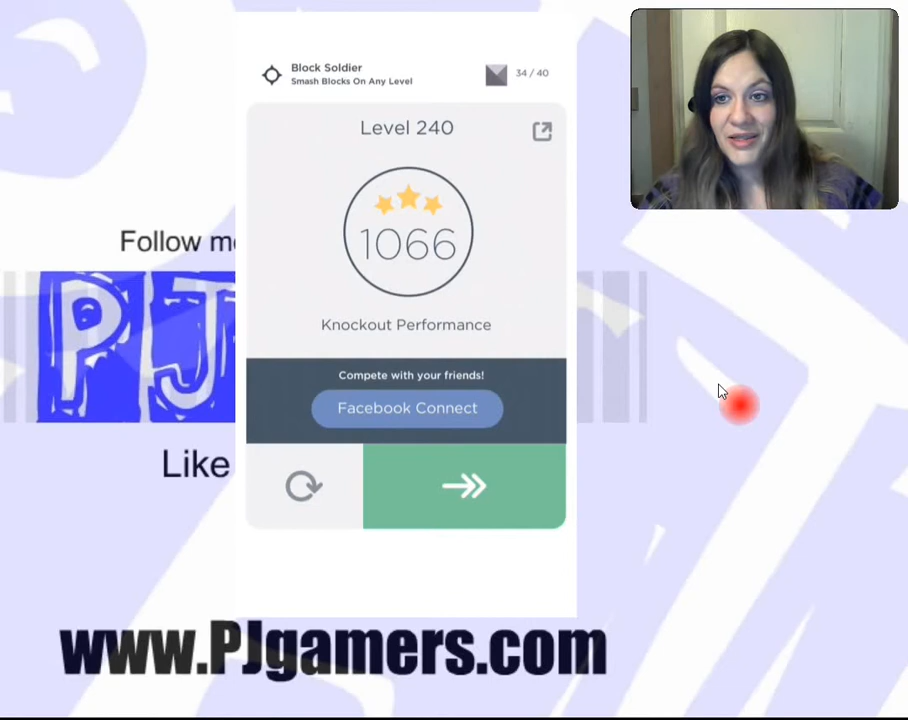 Block Soldier
Smash Blocks On Any Level
34 / 40
Level 240
1066
Knockout Performance
Follow me
PJ
Compete with your friends!
Facebook Connect
Like
www.PJgamers.com